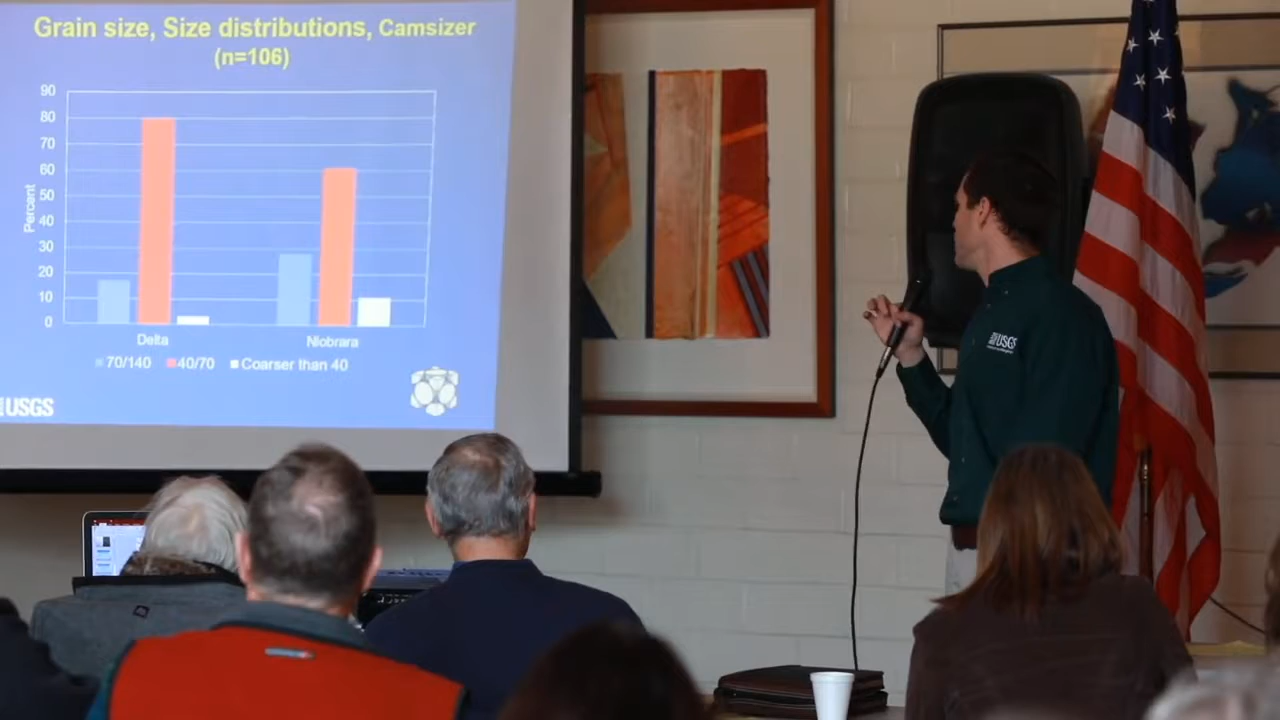 Grain size, Size distributions, Camsizer
(n=106)
90
80
70
60
50
40
30
20
10
0
Percent
Delta
Niobrara
70/140
40/70
Coarser than 40
USGS
USGS